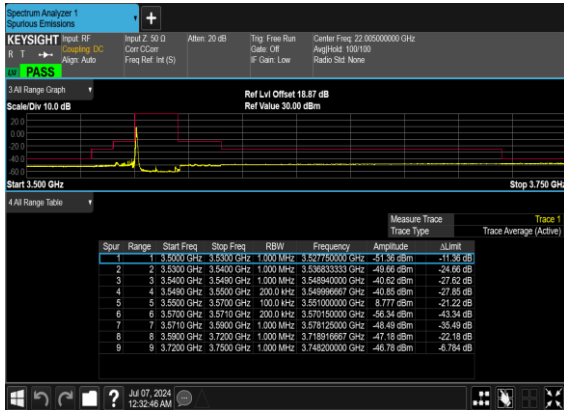 Spectrum Analyzer 1
Spurious Emissions
+
KEYSIGHT Input: RF Input Z: 50 Ω Atten: 20 dB Trig: Free Run Center Freq: 22.005000000 GHz
R T Coupling: DC Corr CCorr Gate: Off Avg|Hold: 100/100
Align: Auto Freq Ref: Int (S) IF Gain: Low Radio Std: None
LXI PASS
3 All Range Graph
Ref Lvl Offset 18.87 dB
Scale/Div 10.0 dB Ref Value 30.00 dBm
20.0
0.00
-20.0
-40.0
-60.0
Start 3.500 GHz Stop 3.750 GHz
4 All Range Table
Measure Trace Trace 1
Trace Type Trace Average (Active)
Spur Range Start Freq Stop Freq RBW Frequency Amplitude ΔLimit
1 1 3.5000 GHz 3.5300 GHz 1.000 MHz 3.527750000 GHz -51.36 dBm -11.36 dB
2 2 3.5300 GHz 3.5400 GHz 1.000 MHz 3.536833333 GHz -49.66 dBm -24.66 dB
3 3 3.5400 GHz 3.5490 GHz 1.000 MHz 3.548940000 GHz -40.62 dBm -27.62 dB
4 4 3.5490 GHz 3.5500 GHz 200.0 kHz 3.549996667 GHz -40.85 dBm -27.85 dB
5 5 3.5500 GHz 3.5700 GHz 100.0 kHz 3.551000000 GHz 8.777 dBm -21.22 dB
6 6 3.5700 GHz 3.5710 GHz 200.0 kHz 3.570150000 GHz -56.34 dBm -43.34 dB
7 7 3.5710 GHz 3.5900 GHz 1.000 MHz 3.578125000 GHz -48.49 dBm -35.49 dB
8 8 3.5900 GHz 3.7200 GHz 1.000 MHz 3.718916667 GHz -47.18 dBm -22.18 dB
9 9 3.7200 GHz 3.7500 GHz 1.000 MHz 3.748200000 GHz -46.78 dBm -6.784 dB
? Jul 07, 2024
12:32:46 AM